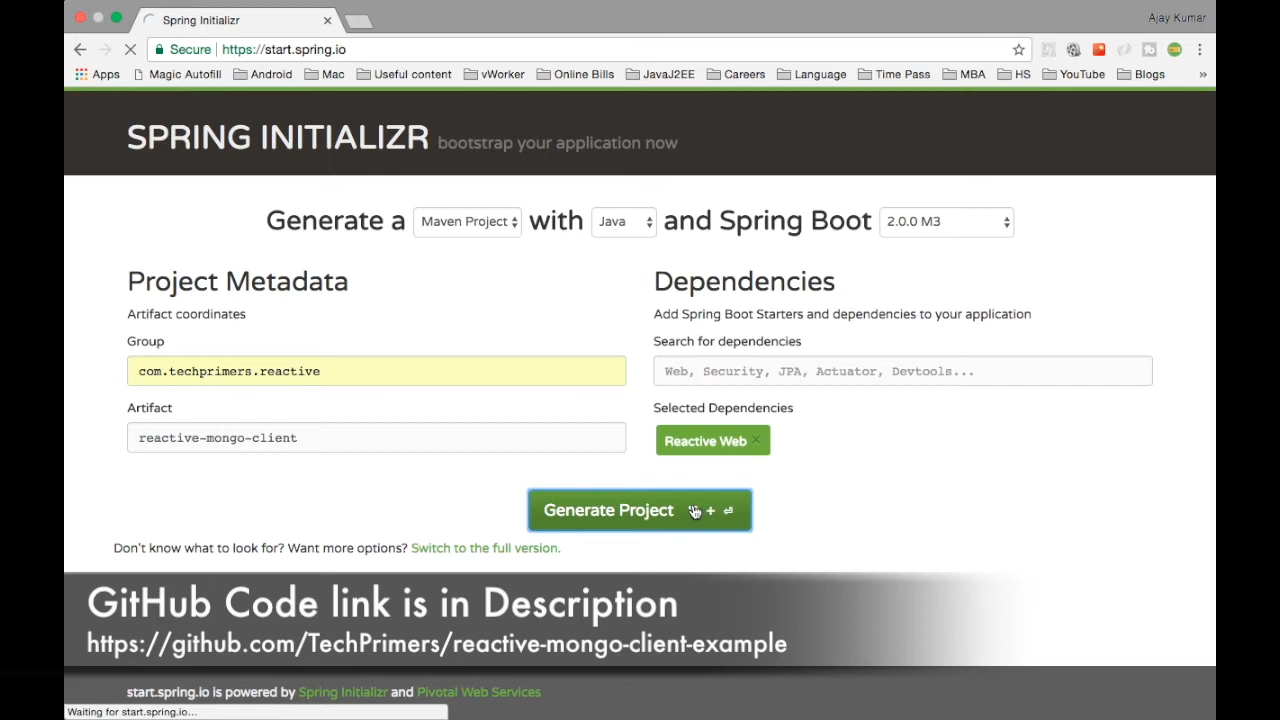 Spring Initializr
Ajay Kumar
Secure https://start.spring.io
Apps Magic Autofill Android Mac Useful content vWorker Online Bills JavaJ2EE Careers Language Time Pass MBA HS YouTube Blogs »
SPRING INITIALIZR bootstrap your application now
Generate a Maven Project with Java and Spring Boot 2.0.0 M3
Project Metadata
Artifact coordinates
Group
com.techprimers.reactive
Artifact
reactive-mongo-client
Dependencies
Add Spring Boot Starters and dependencies to your application
Search for dependencies
Web, Security, JPA, Actuator, Devtools...
Selected Dependencies
Reactive Web ×
Generate Project + ⏎
Don't know what to look for? Want more options? Switch to the full version.
GitHub Code link is in Description
https://github.com/TechPrimers/reactive-mongo-client-example
start.spring.io is powered by Spring Initializr and Pivotal Web Services
Waiting for start.spring.io...